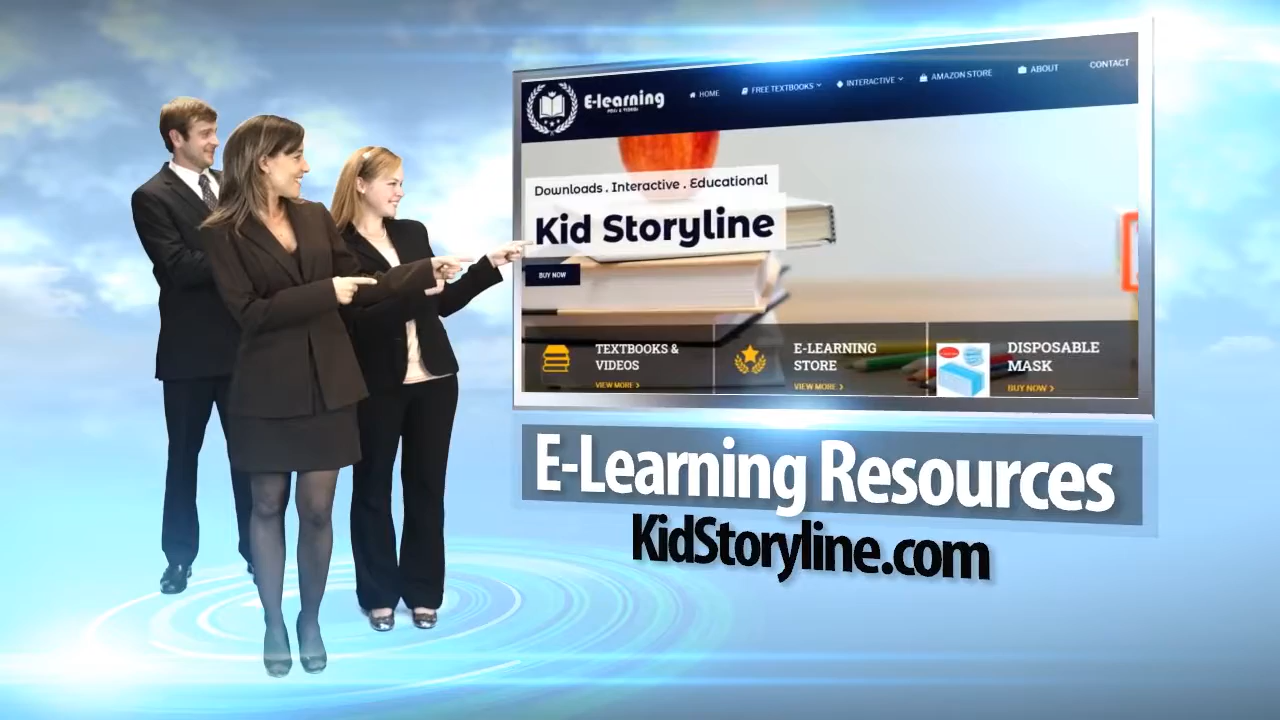 E-learning
HOME
FREE TEXTBOOKS
INTERACTIVE
AMAZON STORE
ABOUT
CONTACT
Downloads . Interactive . Educational
Kid Storyline
BUY NOW
TEXTBOOKS &
VIDEOS
VIEW MORE >
E-LEARNING
STORE
VIEW MORE >
DISPOSABLE
MASK
BUY NOW >
E-Learning Resources
KidStoryline.com